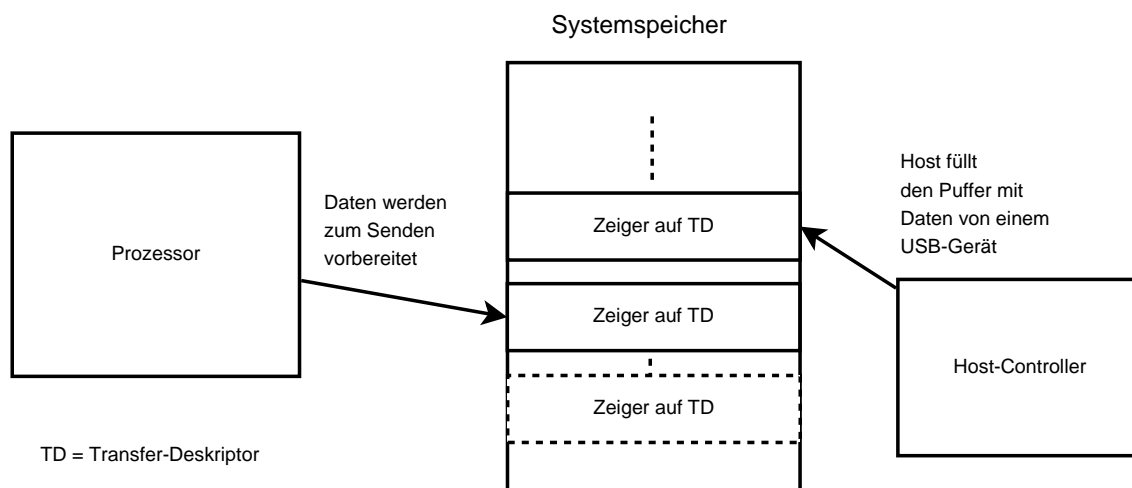 Systemspeicher
Prozessor
Daten werden
zum Senden
vorbereitet
Zeiger auf TD
Zeiger auf TD
Zeiger auf TD
Host füllt
den Puffer mit
Daten von einem
USB-Gerät
Host-Controller
TD = Transfer-Deskriptor